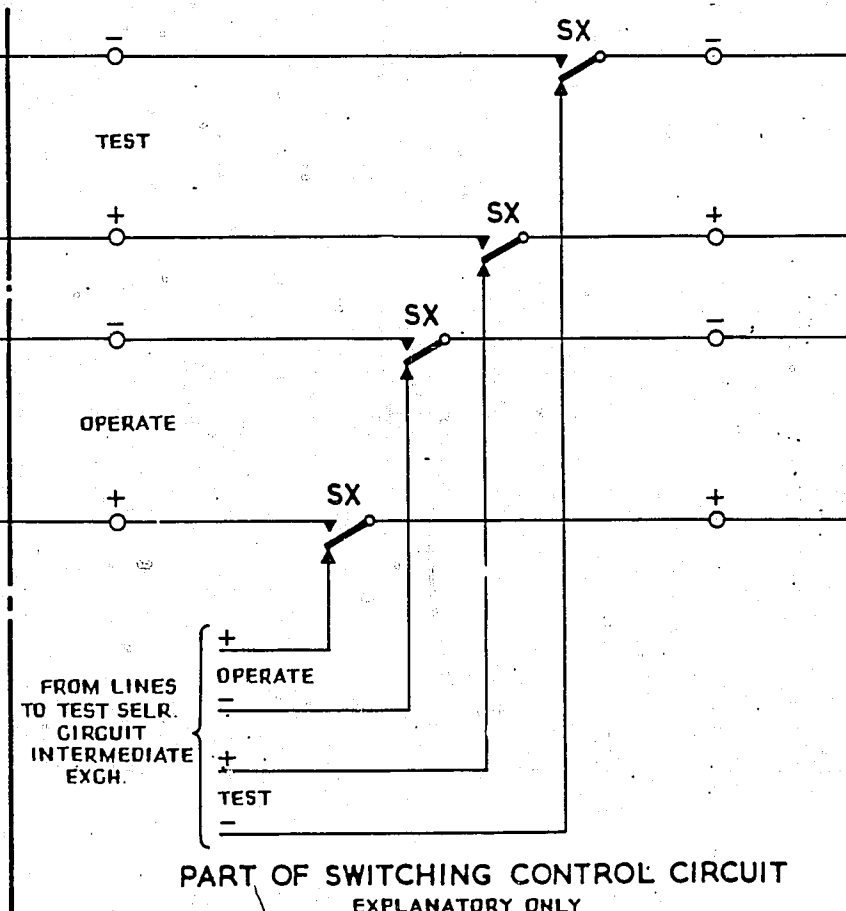 SX
− −
TEST
SX
+ +
SX
− −
OPERATE
SX
+ +
+
OPERATE
−
+
TEST
−
FROM LINES
TO TEST SELR.
CIRCUIT
INTERMEDIATE
EXCH.
PART OF SWITCHING CONTROL CIRCUIT
EXPLANATORY ONLY